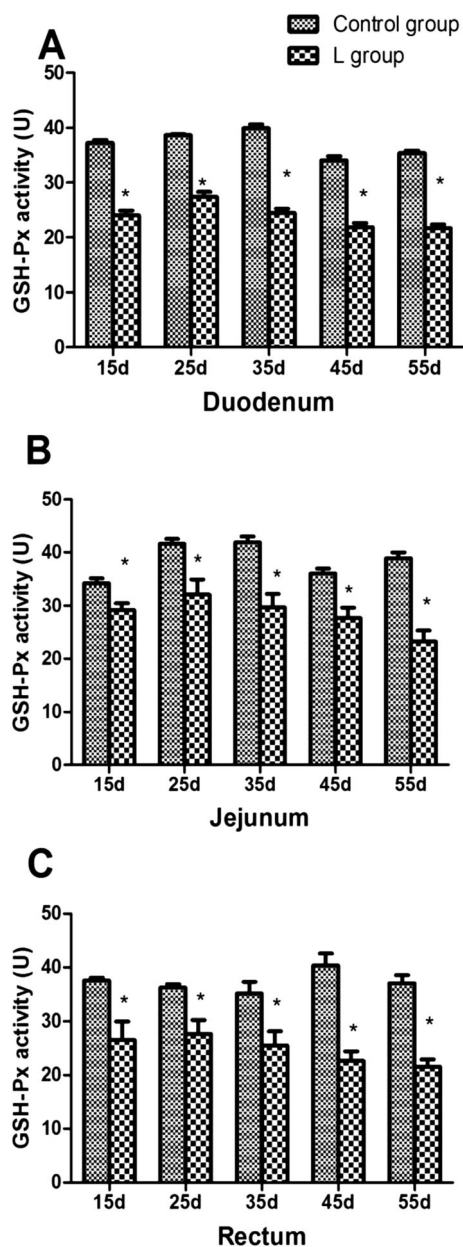 Control group
L group
A
GSH-Px activity (U)
50
40
30
20
10
0
15d 25d 35d 45d 55d
Duodenum
B
GSH-Px activity (U)
50
40
30
20
10
0
* * * * *
15d 25d 35d 45d 55d
Jejunum
C
GSH-Px activity (U)
50
40
30
20
10
0
* * * * *
15d 25d 35d 45d 55d
Rectum